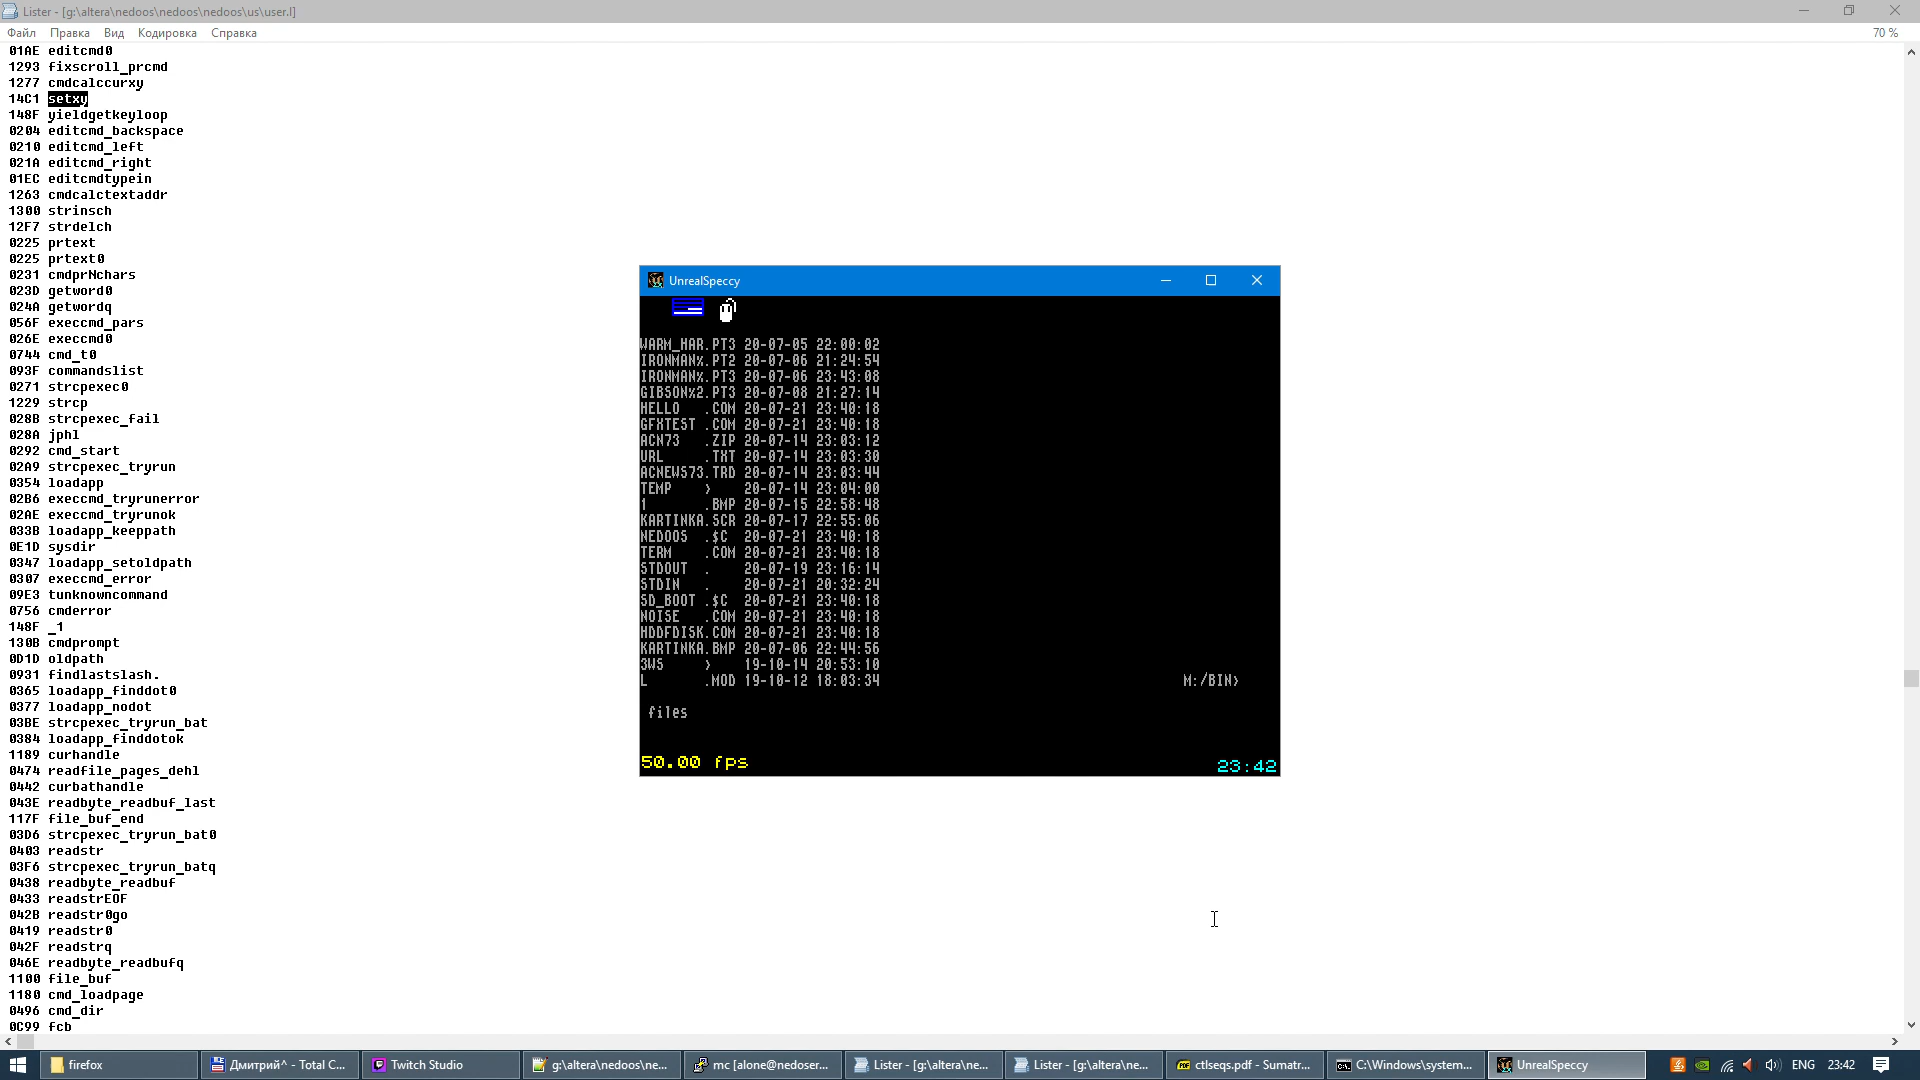 Lister - [g:\altera\nedoos\nedoos\nedoos\us\user.l]
Файл Правка Вид Кодировка Справка 70 %
01AE editcmd0
1293 fixscroll_prcmd
1277 cmdcalccurxy
14C1 setxy
148F yieldgetkeyloop
0204 editcmd_backspace
0210 editcmd_left
021A editcmd_right
01EC editcmdtypein
1263 cmdcalctextaddr
1300 strinsch
12F7 strdelch
0225 prtext
0225 prtext0
0231 cmdprNchars
023D getword0
024A getwordq
056F execcmd_pars
026E execcmd0
0744 cmd_t0
093F commandslist
0271 strcpexec0
1229 strcp
028B strcpexec_fail
028A jphl
0292 cmd_start
02A9 strcpexec_tryrun
0354 loadapp
02B6 execcmd_tryrunerror
02AE execcmd_tryrunok
033B loadapp_keeppath
0E1D sysdir
0347 loadapp_setoldpath
0307 execcmd_error
09E3 tunknowncommand
0756 cmderror
148F _1
130B cmdprompt
0D1D oldpath
0931 findlastslash.
0365 loadapp_finddot0
0377 loadapp_nodot
03BE strcpexec_tryrun_bat
0384 loadapp_finddotok
1189 curhandle
0474 readfile_pages_dehl
0442 curbathandle
043E readbyte_readbuf_last
117F file_buf_end
03D6 strcpexec_tryrun_bat0
0403 readstr
03F6 strcpexec_tryrun_batq
0438 readbyte_readbuf
0433 readstrEOF
042B readstr0go
0419 readstr0
042F readstrq
046E readbyte_readbufq
1100 file_buf
1180 cmd_loadpage
0496 cmd_dir
0C99 fcb
UnrealSpeccy
WARM_HAR.PT3 20-07-05 22:00:02
IRONMAN%.PT2 20-07-06 21:24:54
IRONMAN%.PT3 20-07-06 23:43:08
GIBSON%2.PT3 20-07-08 21:27:14
HELLO .COM 20-07-21 23:40:18
GFXTEST .COM 20-07-21 23:40:18
ACN73 .ZIP 20-07-14 23:03:12
URL .TXT 20-07-14 23:03:30
ACNEWS73.TRD 20-07-14 23:03:44
TEMP > 20-07-14 23:04:00
1 .BMP 20-07-15 22:58:48
KARTINKA.SCR 20-07-17 22:55:06
NEDOOS .$C 20-07-21 23:40:18
TERM .COM 20-07-21 23:40:18
STDOUT . 20-07-19 23:16:14
STDIN . 20-07-21 20:32:24
SD_BOOT .$C 20-07-21 23:40:18
NOISE .COM 20-07-21 23:40:18
HDDFDISK.COM 20-07-21 23:40:18
KARTINKA.BMP 20-07-06 22:44:56
3WS > 19-10-14 20:53:10
L .MOD 19-10-12 18:03:34 M:/BIN>
files
50.00 fps 23:42
firefox Дмитрий^ - Total C... Twitch Studio g:\altera\nedoos\ne... mc [alone@nedoser... Lister - [g:\altera\ne... Lister - [g:\altera\ne... ctlseqs.pdf - Sumatr... C:\Windows\system... UnrealSpeccy ENG 23:42